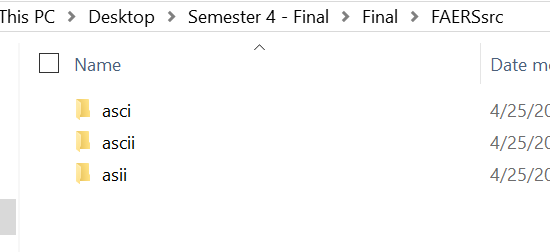 This PC > Desktop > Semester 4 - Final > Final > FAERSsrc
Name Date mo
asci 4/25/20
ascii 4/25/20
asii 4/25/20